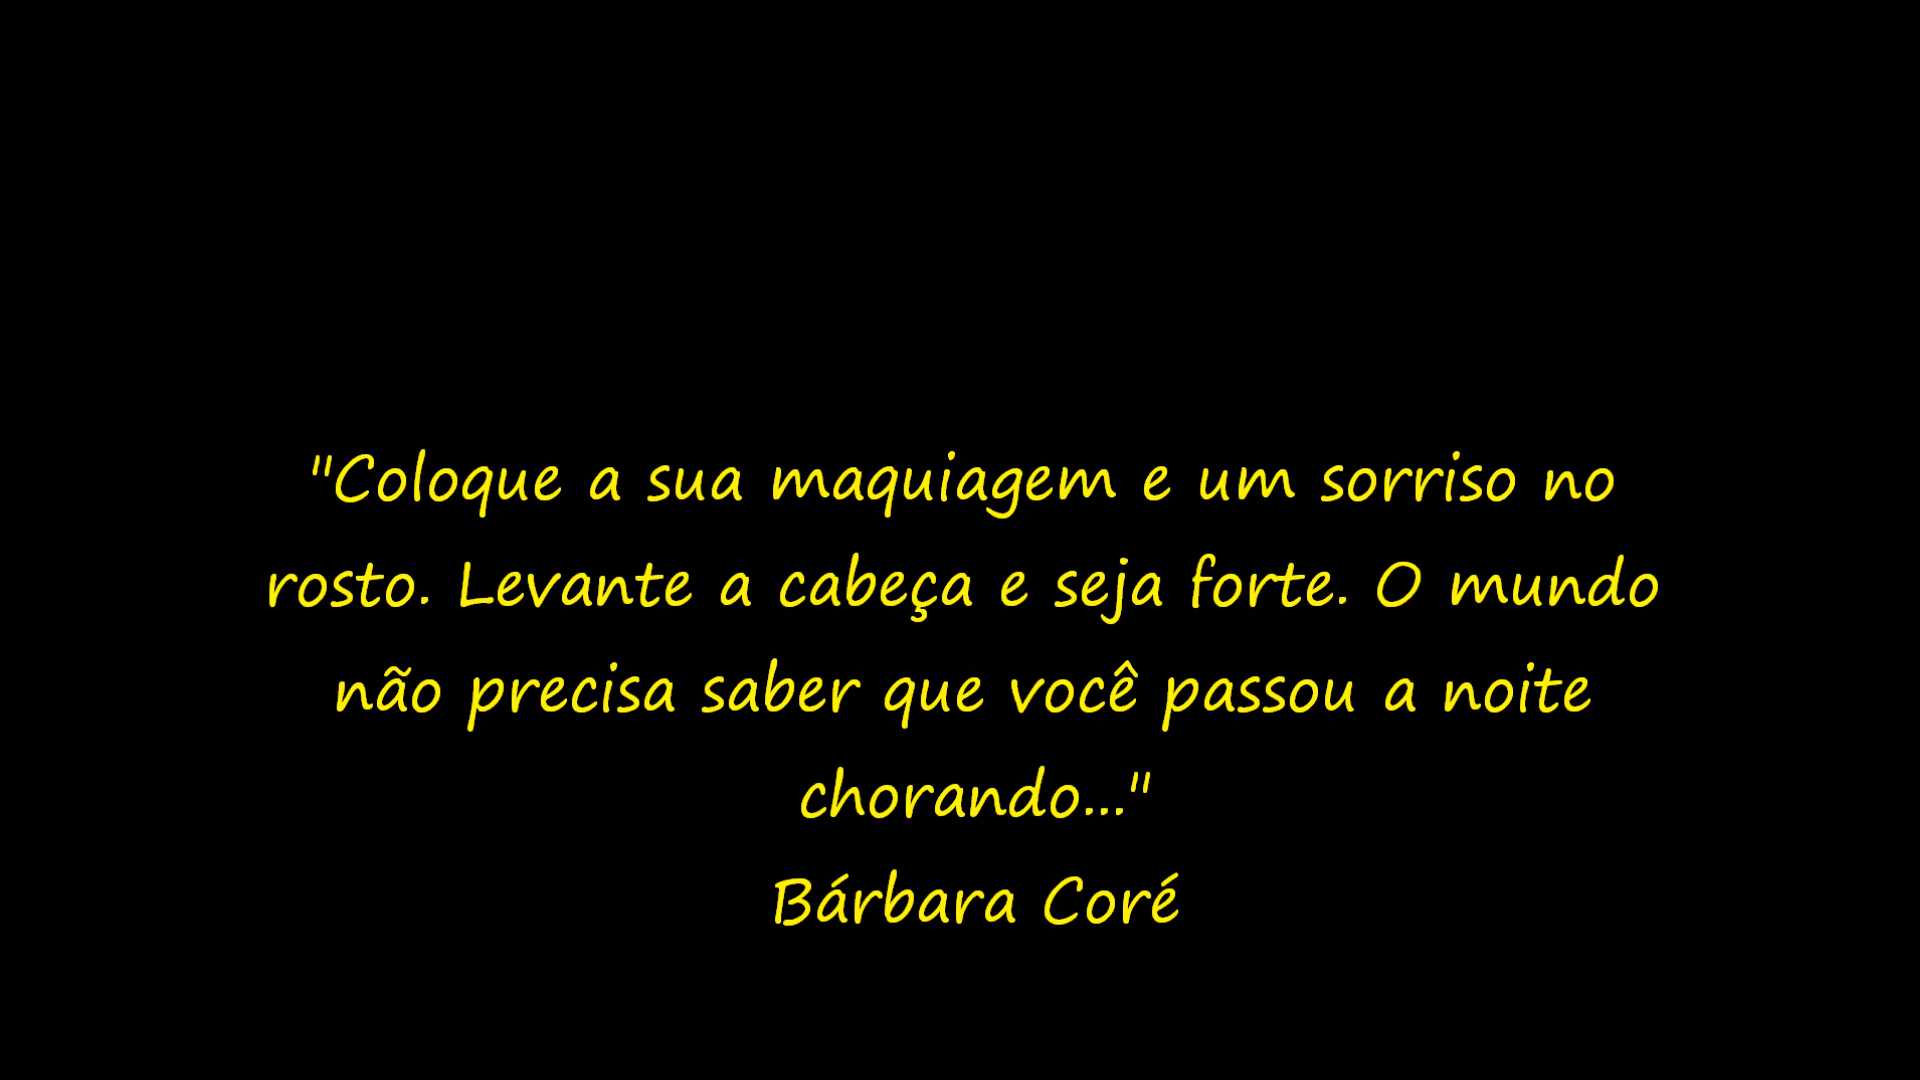 "Coloque a sua maquiagem e um sorriso no
rosto. Levante a cabeça e seja forte. O mundo
não precisa saber que você passou a noite
chorando..."
Bárbara Coré